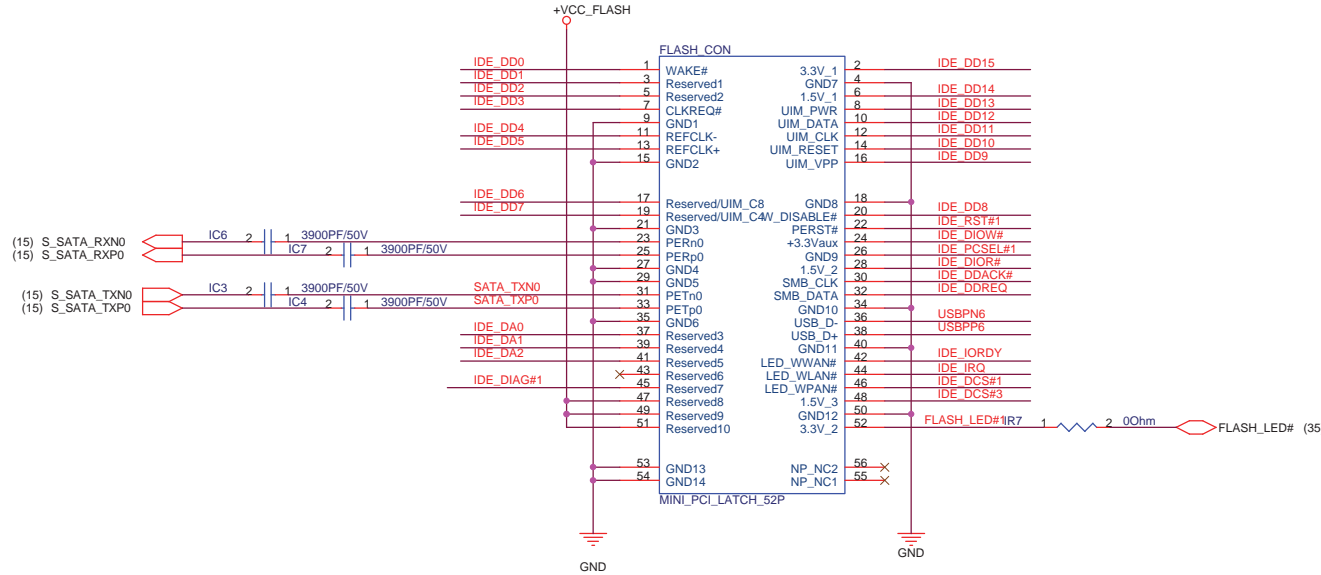 +VCC_FLASH
FLASH_CON
IDE_DD0 1 WAKE# 3.3V_1 2 IDE_DD15
IDE_DD1 3 Reserved1 GND7 4
IDE_DD2 5 Reserved2 1.5V_1 6 IDE_DD14
IDE_DD3 7 CLKREQ# UIM_PWR 8 IDE_DD13
9 GND1 UIM_DATA 10 IDE_DD12
IDE_DD4 11 REFCLK- UIM_CLK 12 IDE_DD11
IDE_DD5 13 REFCLK+ UIM_RESET 14 IDE_DD10
15 GND2 UIM_VPP 16 IDE_DD9
IDE_DD6 17 Reserved/UIM_C8 GND8 18
IDE_DD7 19 Reserved/UIM_C4 W_DISABLE# 20 IDE_DD8
21 GND3 PERST# 22 IDE_RST#1
(15) S_SATA_RXN0 IC6 2 1 3900PF/50V 23 PERn0 +3.3Vaux 24 IDE_DIOW#
(15) S_SATA_RXP0 IC7 2 1 3900PF/50V 25 PERp0 GND9 26 IDE_PCSEL#1
27 GND4 1.5V_2 28 IDE_DIOR#
29 GND5 SMB_CLK 30 IDE_DDACK#
(15) S_SATA_TXN0 IC3 2 1 3900PF/50V SATA_TXN0 31 PETn0 SMB_DATA 32 IDE_DDREQ
(15) S_SATA_TXP0 IC4 2 1 3900PF/50V SATA_TXP0 33 PETp0 GND10 34
35 GND6 USB_D- 36 USBPN6
IDE_DA0 37 Reserved3 USB_D+ 38 USBPP6
IDE_DA1 39 Reserved4 GND11 40
IDE_DA2 41 Reserved5 LED_WWAN# 42 IDE_IORDY
43 Reserved6 LED_WLAN# 44 IDE_IRQ
IDE_DIAG#1 45 Reserved7 LED_WPAN# 46 IDE_DCS#1
47 Reserved8 1.5V_3 48 IDE_DCS#3
49 Reserved9 GND12 50
51 Reserved10 3.3V_2 52 FLASH_LED#1 IR7 1 2 0Ohm FLASH_LED# (35
53 GND13 NP_NC2 56
54 GND14 NP_NC1 55
MINI_PCI_LATCH_52P
GND
GND